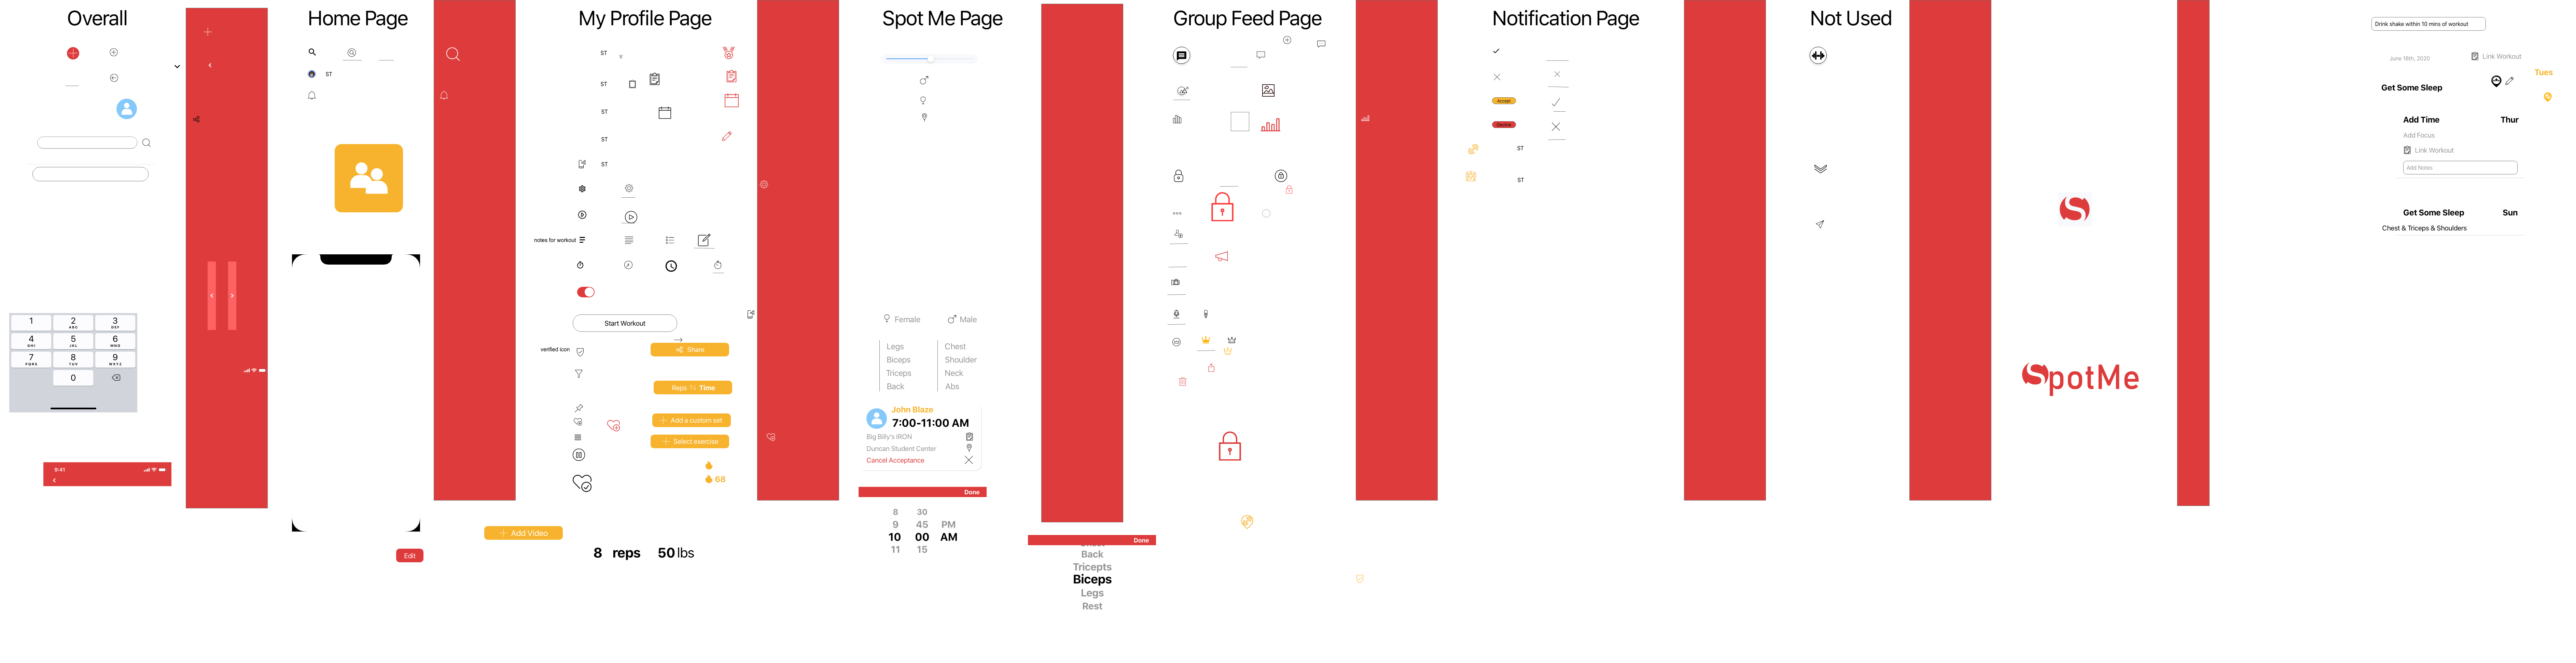 Overall
Home Page
My Profile Page
Spot Me Page
Group Feed Page
Notification Page
Not Used
ST
ST
ST
ST
ST
ST
notes for workout
Start Workout
verified icon
Share
Reps Time
Add a custom set
Select exercise
68
Add Video
8 reps 50 lbs
Edit
1
2
ABC
3
DEF
4
GHI
5
JKL
6
MNO
7
PQRS
8
TUV
9
WXYZ
0
9:41
Female
Male
Legs
Chest
Biceps
Shoulder
Triceps
Neck
Back
Abs
John Blaze
7:00-11:00 AM
Big Billy's IRON
Duncan Student Center
Cancel Acceptance
Done
8 30
9 45 PM
10 00 AM
11 15
Done
Back
Tricepts
Biceps
Legs
Rest
Accept
Decline
ST
ST
SpotMe
Drink shake within 10 mins of workout
June 18th, 2020
Link Workout
Tues
Get Some Sleep
Add Time
Thur
Add Focus
Link Workout
Add Notes
Get Some Sleep
Sun
Chest & Triceps & Shoulders